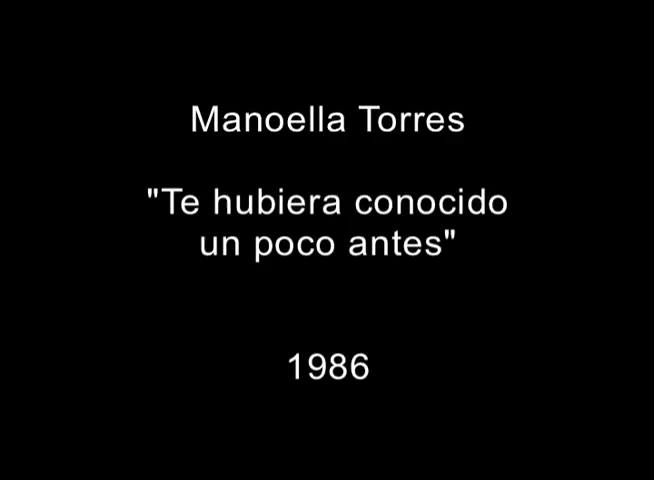 Manoella Torres
"Te hubiera conocido
un poco antes"
1986